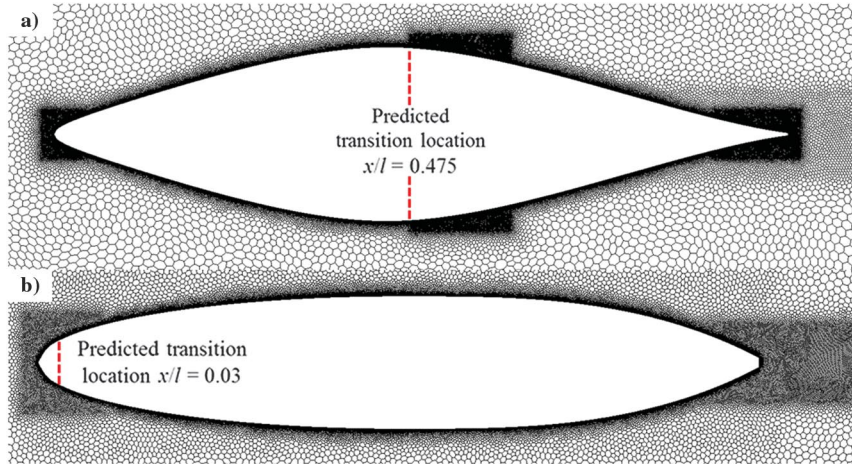 a)
Predicted
transition location
x/l = 0.475
b)
Predicted transition
location x/l = 0.03